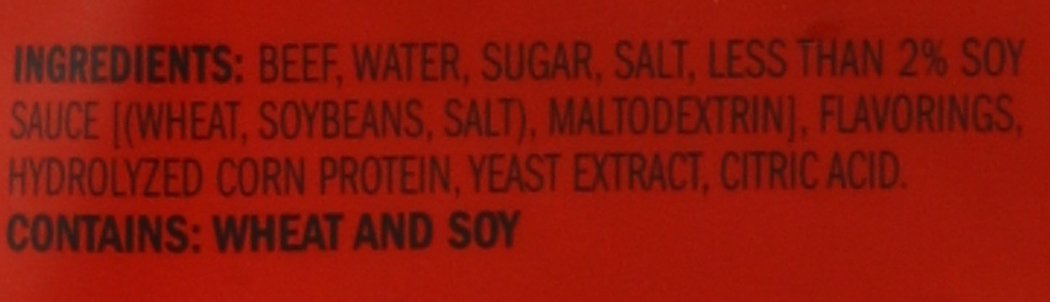 INGREDIENTS: BEEF, WATER, SUGAR, SALT, LESS THAN 2% SOY
SAUCE [(WHEAT, SOYBEANS, SALT), MALTODEXTRIN], FLAVORINGS,
HYDROLYZED CORN PROTEIN, YEAST EXTRACT, CITRIC ACID.
CONTAINS: WHEAT AND SOY